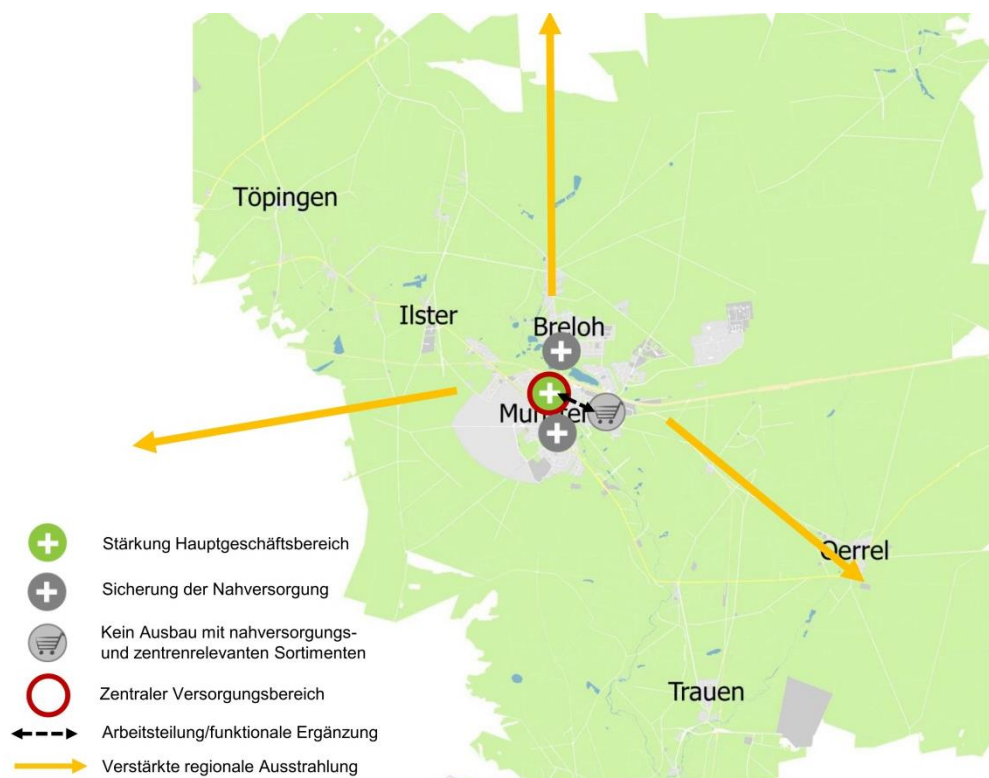 Töpingen
Ilster
Breloh
Munster
Oerrel
Trauen
Stärkung Hauptgeschäftsbereich
Sicherung der Nahversorgung
Kein Ausbau mit nahversorgungs-
und zentrenrelevanten Sortimenten
Zentraler Versorgungsbereich
Arbeitsteilung/funktionale Ergänzung
Verstärkte regionale Ausstrahlung